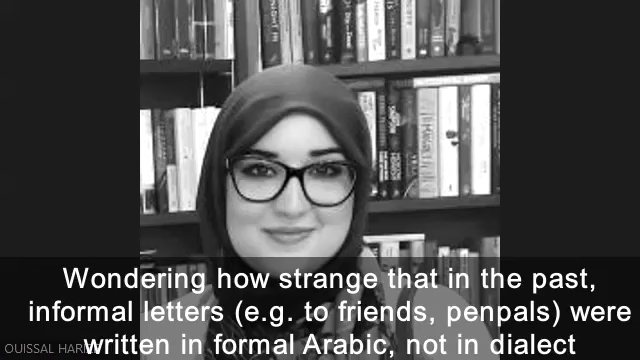 Wondering how strange that in the past,
informal letters (e.g. to friends, penpals) were
written in formal Arabic, not in dialect
OUISSAL